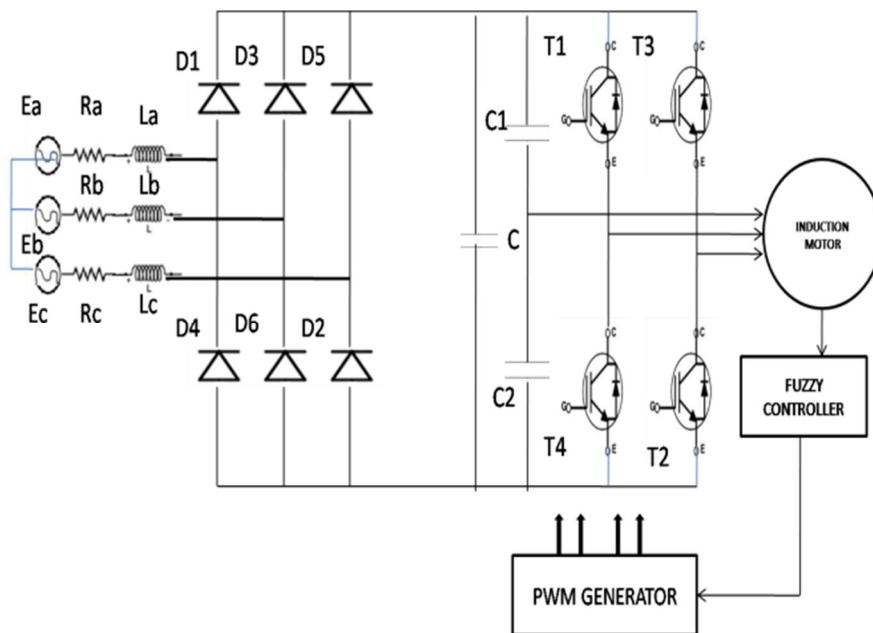 D1 D3 D5
T1 T3
C C
Ea Ra La
C1
G G
L
E E
Rb Lb
INDUCTION
MOTOR
L
Eb
C
Ec Rc Lc
L
D4 D6 D2
C C
C2
G G
FUZZY
CONTROLLER
T4 T2
E E
PWM GENERATOR